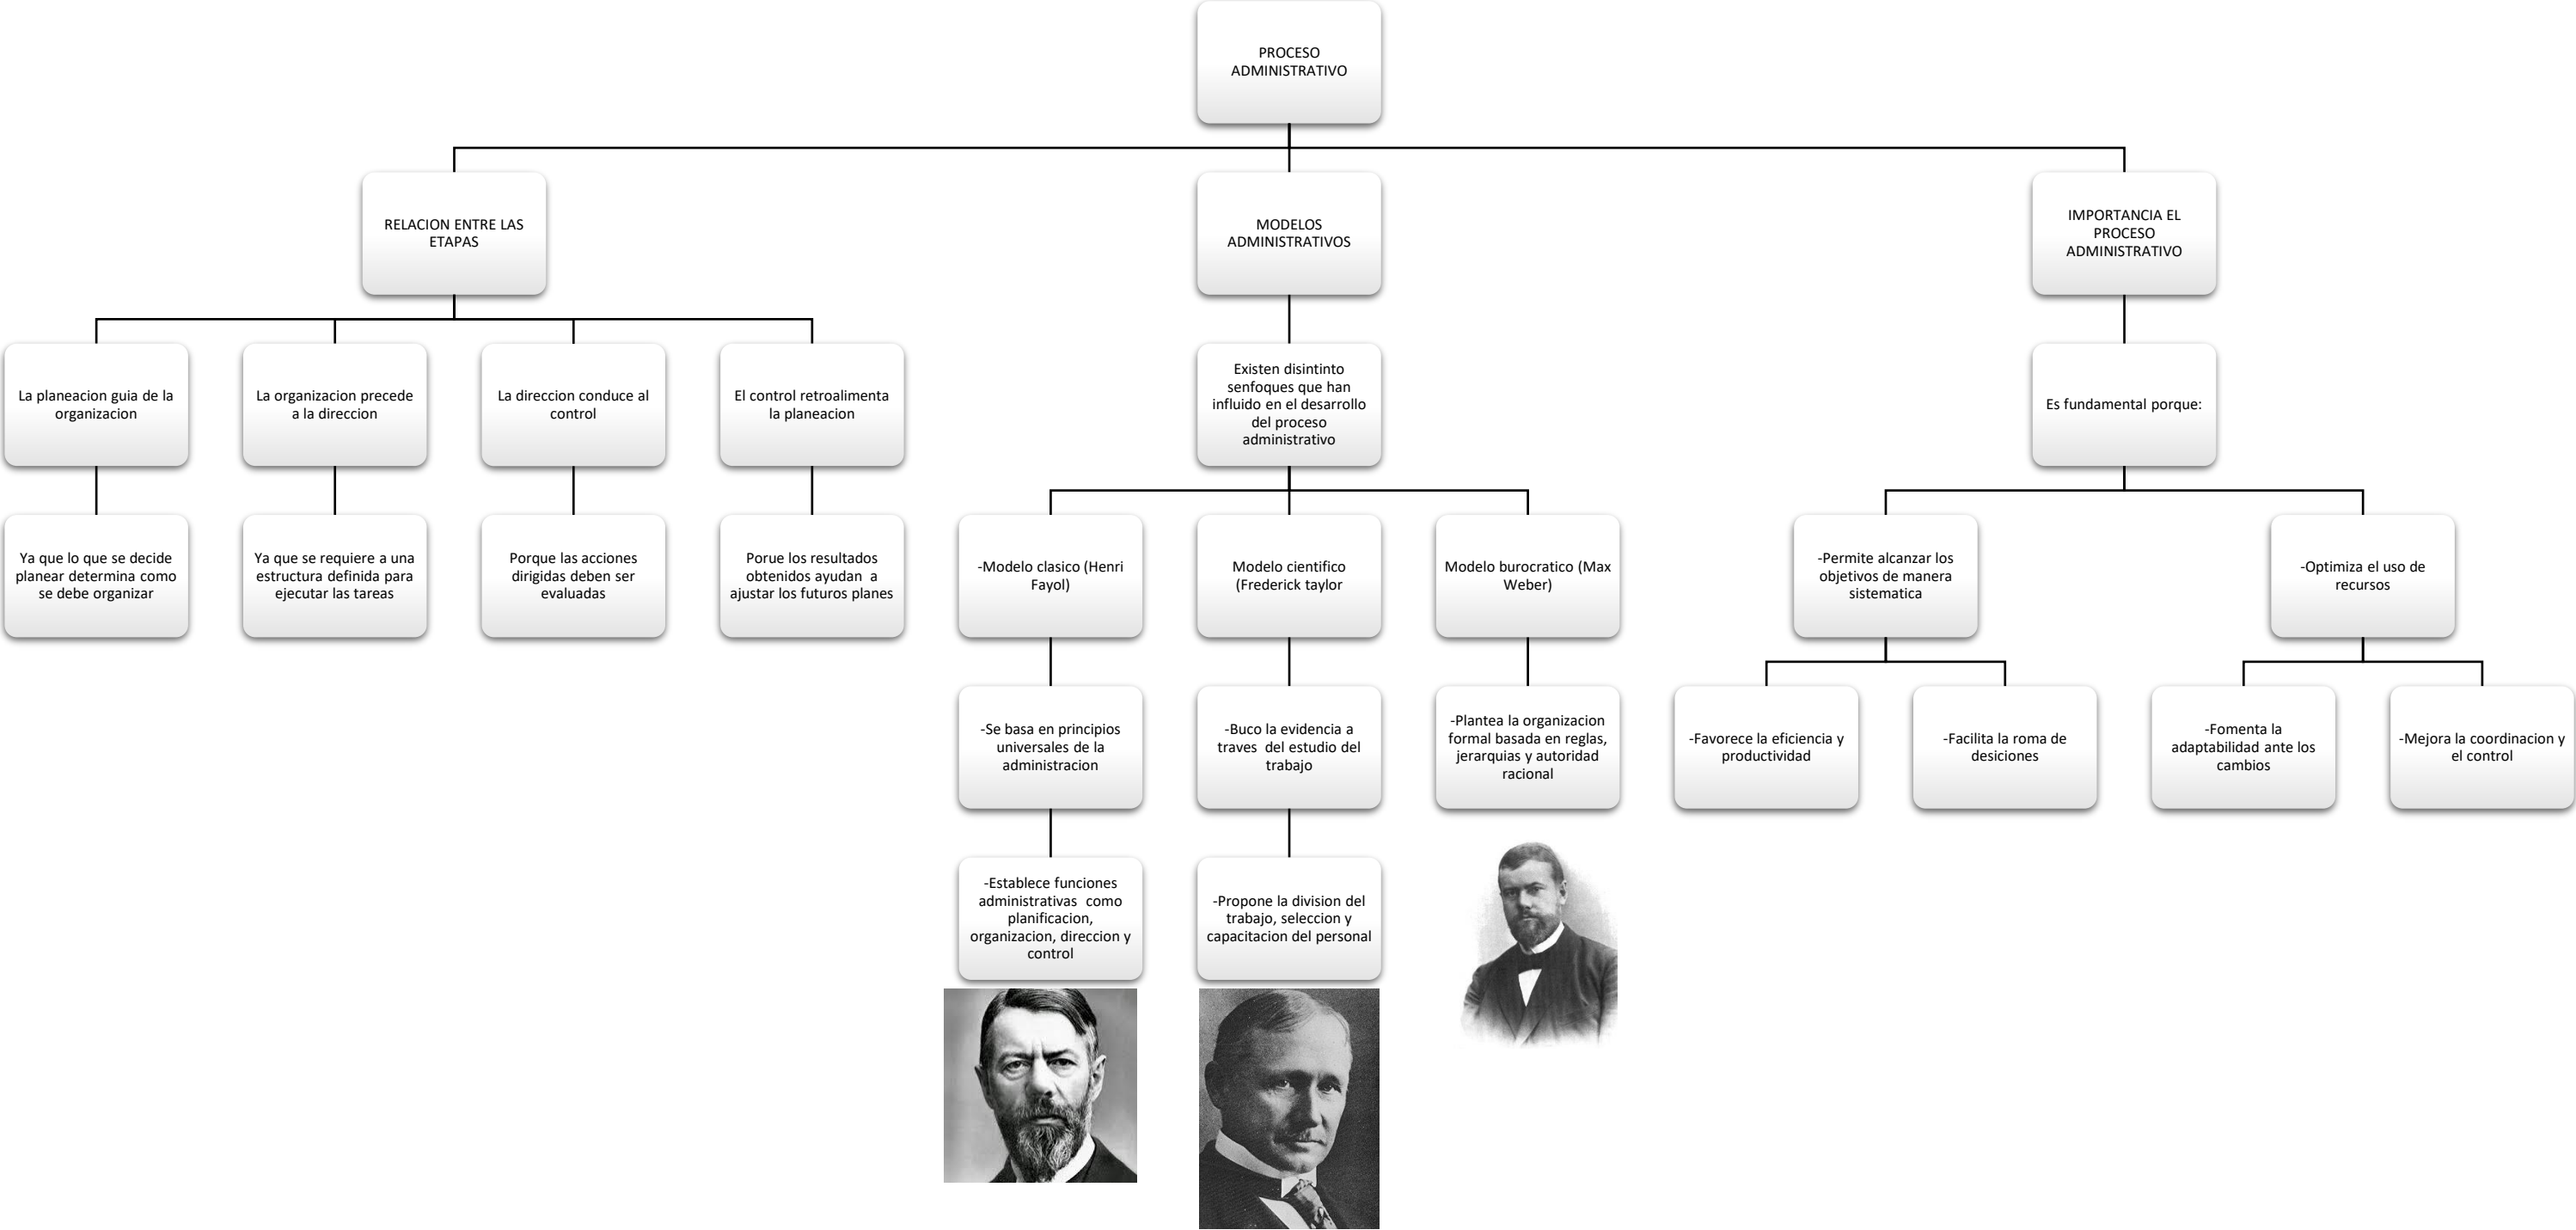 PROCESO
ADMINISTRATIVO
RELACION ENTRE LAS
ETAPAS
La planeacion guia de la
organizacion
Ya que lo que se decide
planear determina como
se debe organizar
La organizacion precede
a la direccion
Ya que se requiere a una
estructura definida para
ejecutar las tareas
La direccion conduce al
control
Porque las acciones
dirigidas deben ser
evaluadas
El control retroalimenta
la planeacion
Porue los resultados
obtenidos ayudan  a
ajustar los futuros planes
MODELOS
ADMINISTRATIVOS
Existen disintinto
senfoques que han
influido en el desarrollo
del proceso
administrativo
-Modelo clasico (Henri
Fayol)
-Se basa en principios
universales de la
administracion
-Establece funciones
administrativas  como
planificacion,
organizacion, direccion y
control
Modelo cientifico
(Frederick taylor
-Buco la evidencia a
traves  del estudio del
trabajo
-Propone la division del
trabajo, seleccion y
capacitacion del personal
Modelo burocratico (Max
Weber)
-Plantea la organizacion
formal basada en reglas,
jerarquias y autoridad
racional
IMPORTANCIA EL
PROCESO
ADMINISTRATIVO
Es fundamental porque:
-Permite alcanzar los
objetivos de manera
sistematica
-Favorece la eficiencia y
productividad
-Facilita la roma de
desiciones
-Optimiza el uso de
recursos
-Fomenta la
adaptabilidad ante los
cambios
-Mejora la coordinacion y
el control